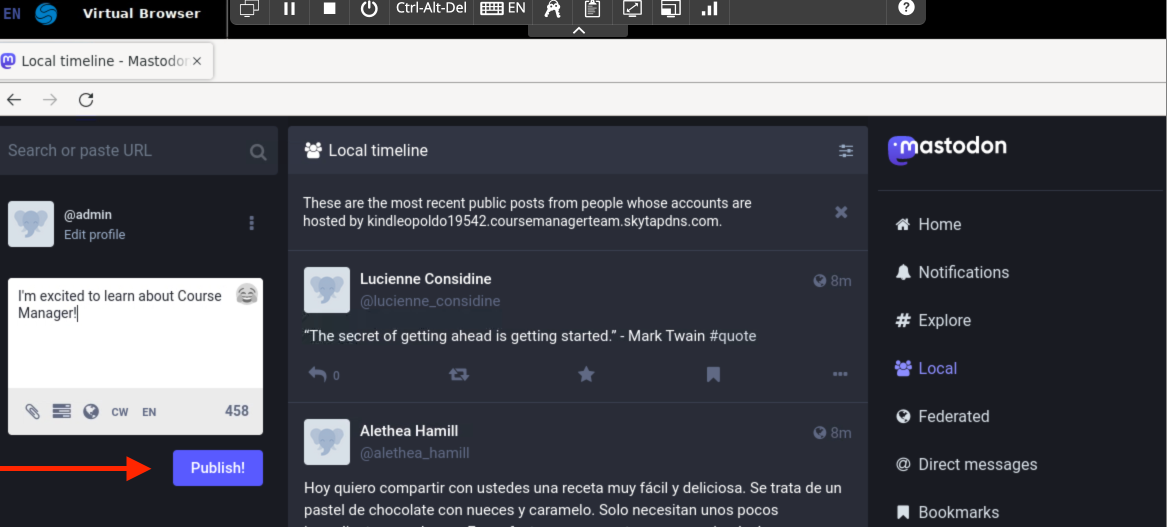 EN Virtual Browser
Ctrl-Alt-Del EN ?
Local timeline - Mastodon
Search or paste URL
@admin
Edit profile
I'm excited to learn about Course
Manager!
CW EN 458
Publish!
Local timeline
These are the most recent public posts from people whose accounts are
hosted by kindleopoldo19542.coursemanagerteam.skytapdns.com.
Lucienne Considine 8m
@lucienne_considine
“The secret of getting ahead is getting started.” - Mark Twain #quote
0
Alethea Hamill 8m
@alethea_hamill
Hoy quiero compartir con ustedes una receta muy fácil y deliciosa. Se trata de un
pastel de chocolate con nueces y caramelo. Solo necesitan unos pocos
mastodon
Home
Notifications
# Explore
Local
Federated
@ Direct messages
Bookmarks